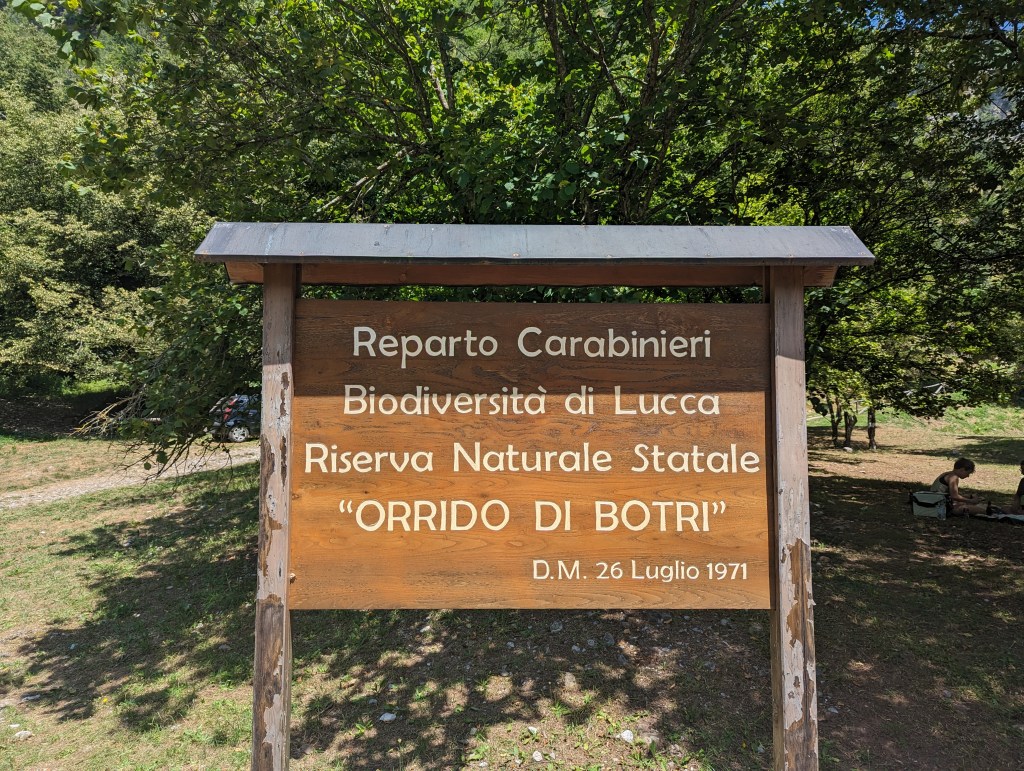 Reparto Carabinieri
Biodiversità di Lucca
Riserva Naturale Statale
“ORRIDO DI BOTRI”
D.M. 26 Luglio 1971